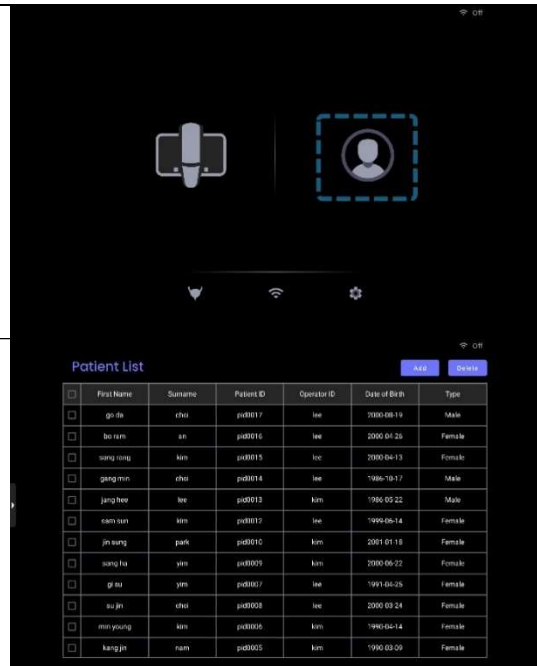 Off
Off
Patient List
Add Delete
First Name Surname Patient ID Operator ID Date of Birth Type
go da choi pid0017 lee 2000-08-19 Male
bo ram an pid0016 lee 2000-04-26 Female
sang rang kim pid0015 lee 2000-04-13 Female
gang min choi pid0014 lee 1986-10-17 Male
jang hee lee pid0013 kim 1986-05-22 Male
sam sun kim pid0012 lee 1999-06-14 Female
jin sung park pid0010 kim 2001-01-18 Female
song ha yim pid0009 kim 2000-06-22 Female
gi su yim pid0007 lee 1991-04-25 Female
su jin choi pid0008 lee 2000-03-24 Female
min young kim pid0006 kim 1990-04-14 Female
kang jin nam pid0005 kim 1990-03-09 Female